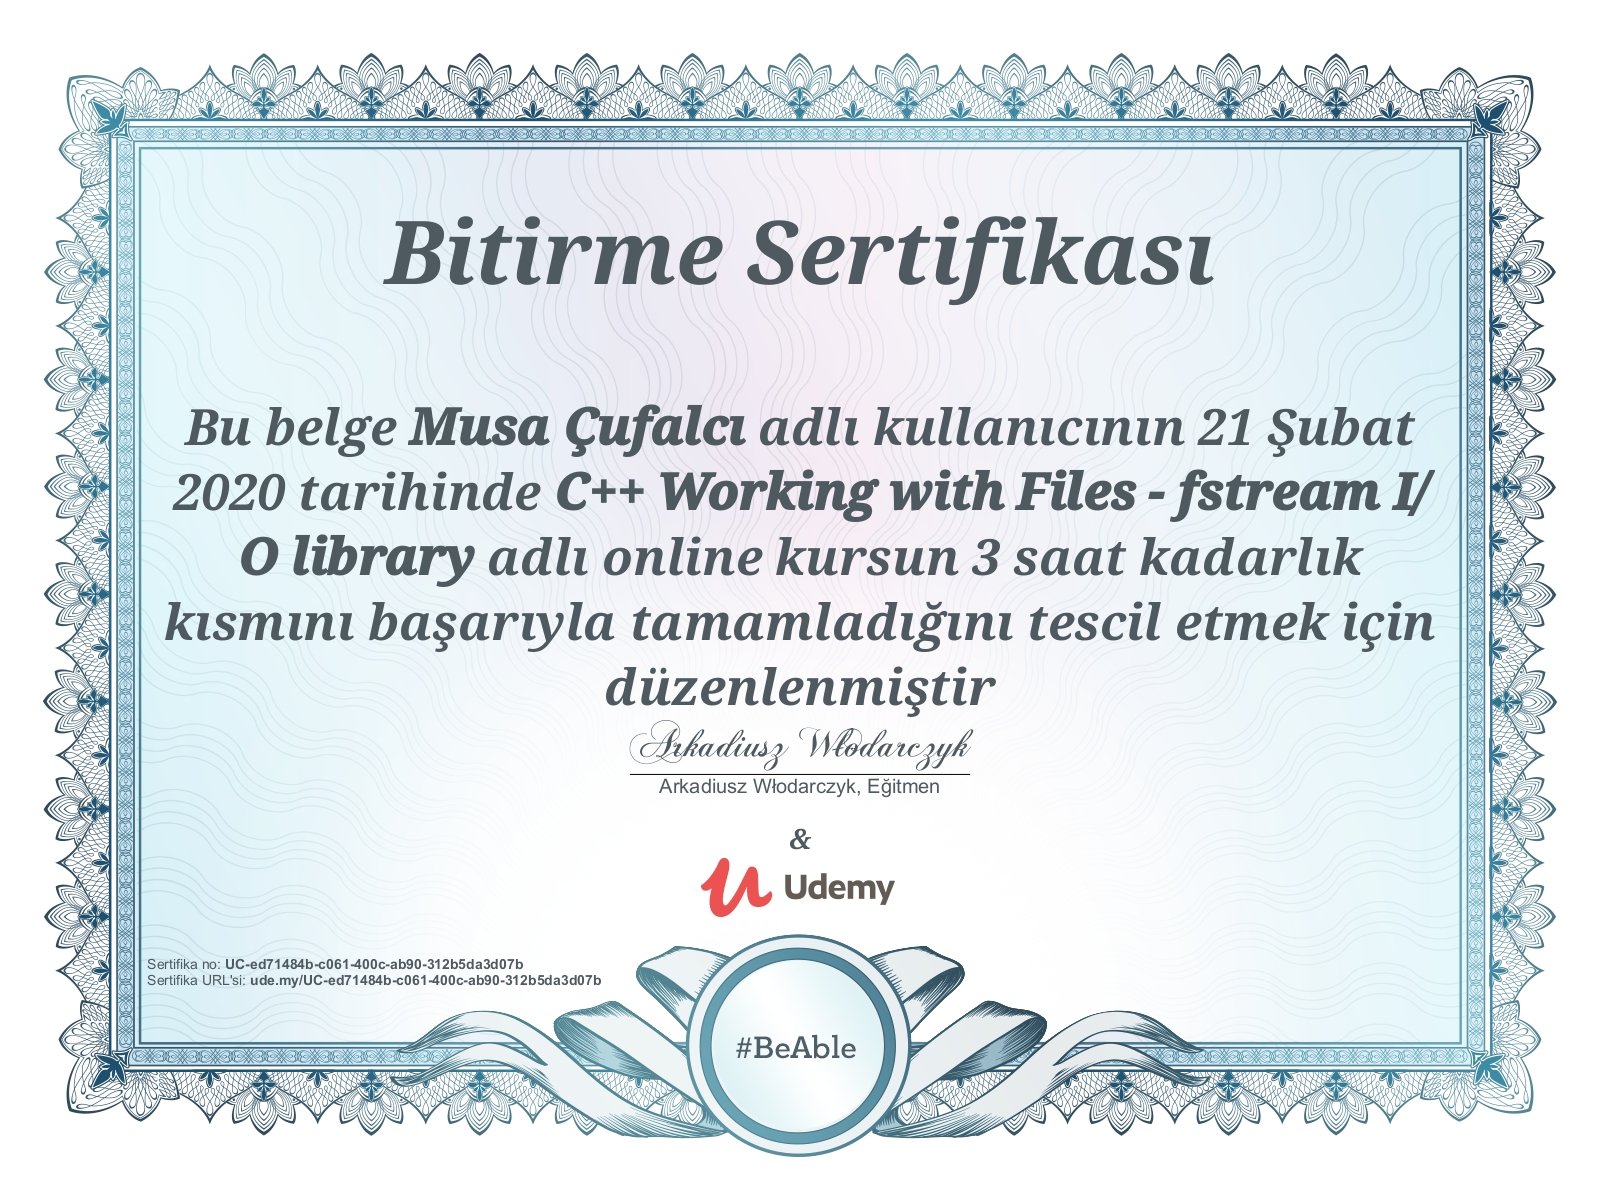 Bitirme Sertifikası
Bu belge Musa Çufalcı adlı kullanıcının 21 Şubat
2020 tarihinde C++ Working with Files - fstream I/
O library adlı online kursun 3 saat kadarlık
kısmını başarıyla tamamladığını tescil etmek için
düzenlenmiştir
Arkadiusz Włodarczyk
Arkadiusz Włodarczyk, Eğitmen
&
Udemy
Sertifika no: UC-ed71484b-c061-400c-ab90-312b5da3d07b
Sertifika URL'si: ude.my/UC-ed71484b-c061-400c-ab90-312b5da3d07b
#BeAble